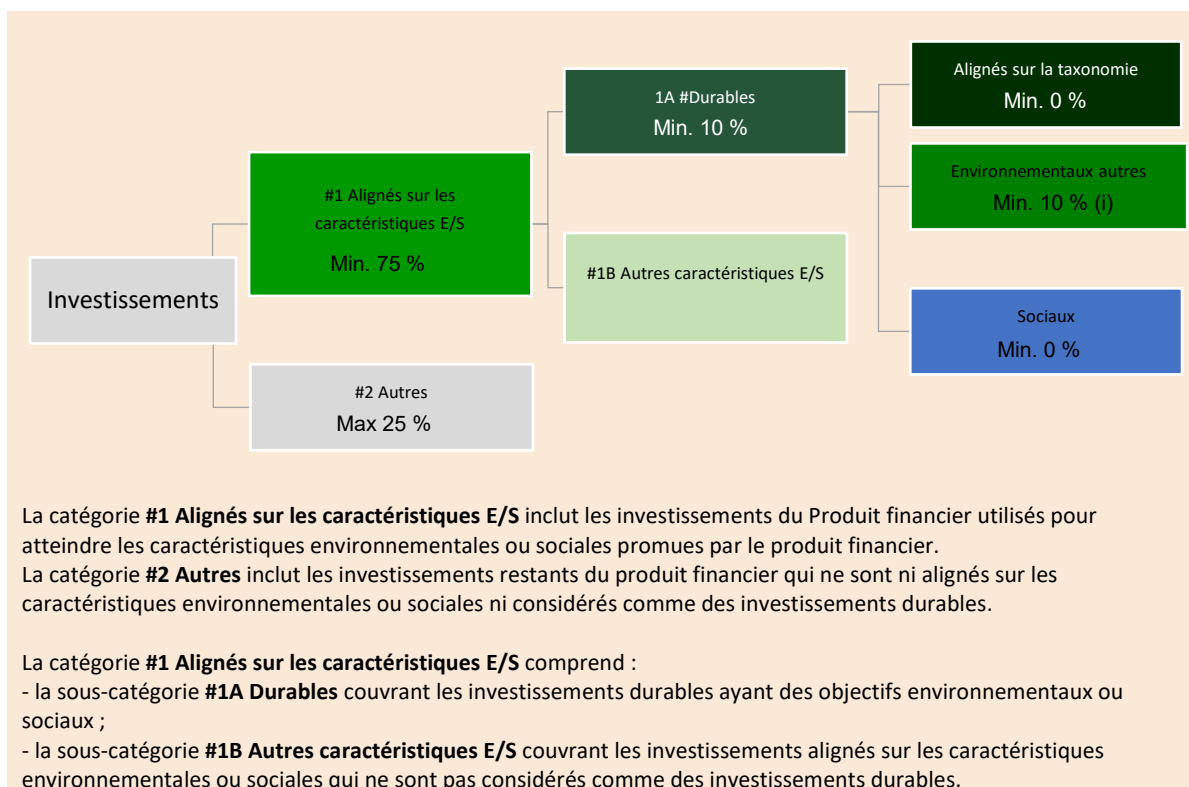 Investissements
#1 Alignés sur les
caractéristiques E/S
Min. 75 %
#2 Autres
Max 25 %
1A #Durables
Min. 10 %
#1B Autres caractéristiques E/S
Alignés sur la taxonomie
Min. 0 %
Environnementaux autres
Min. 10 % (i)
Sociaux
Min. 0 %
La catégorie #1 Alignés sur les caractéristiques E/S inclut les investissements du Produit financier utilisés pour
atteindre les caractéristiques environnementales ou sociales promues par le produit financier.
La catégorie #2 Autres inclut les investissements restants du produit financier qui ne sont ni alignés sur les
caractéristiques environnementales ou sociales ni considérés comme des investissements durables.
La catégorie #1 Alignés sur les caractéristiques E/S comprend :
- la sous-catégorie #1A Durables couvrant les investissements durables ayant des objectifs environnementaux ou
sociaux ;
- la sous-catégorie #1B Autres caractéristiques E/S couvrant les investissements alignés sur les caractéristiques
environnementales ou sociales qui ne sont pas considérés comme des investissements durables.